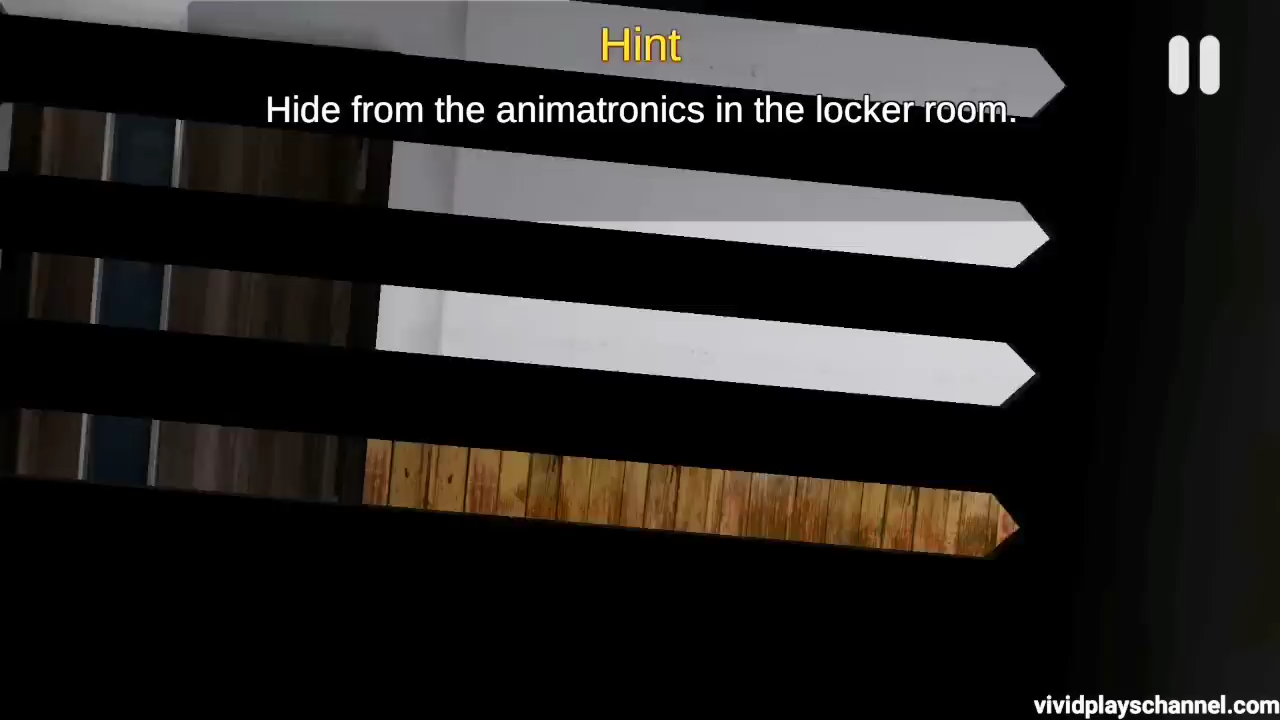 Hint
Hide from the animatronics in the locker room.
vividplayschannel.com